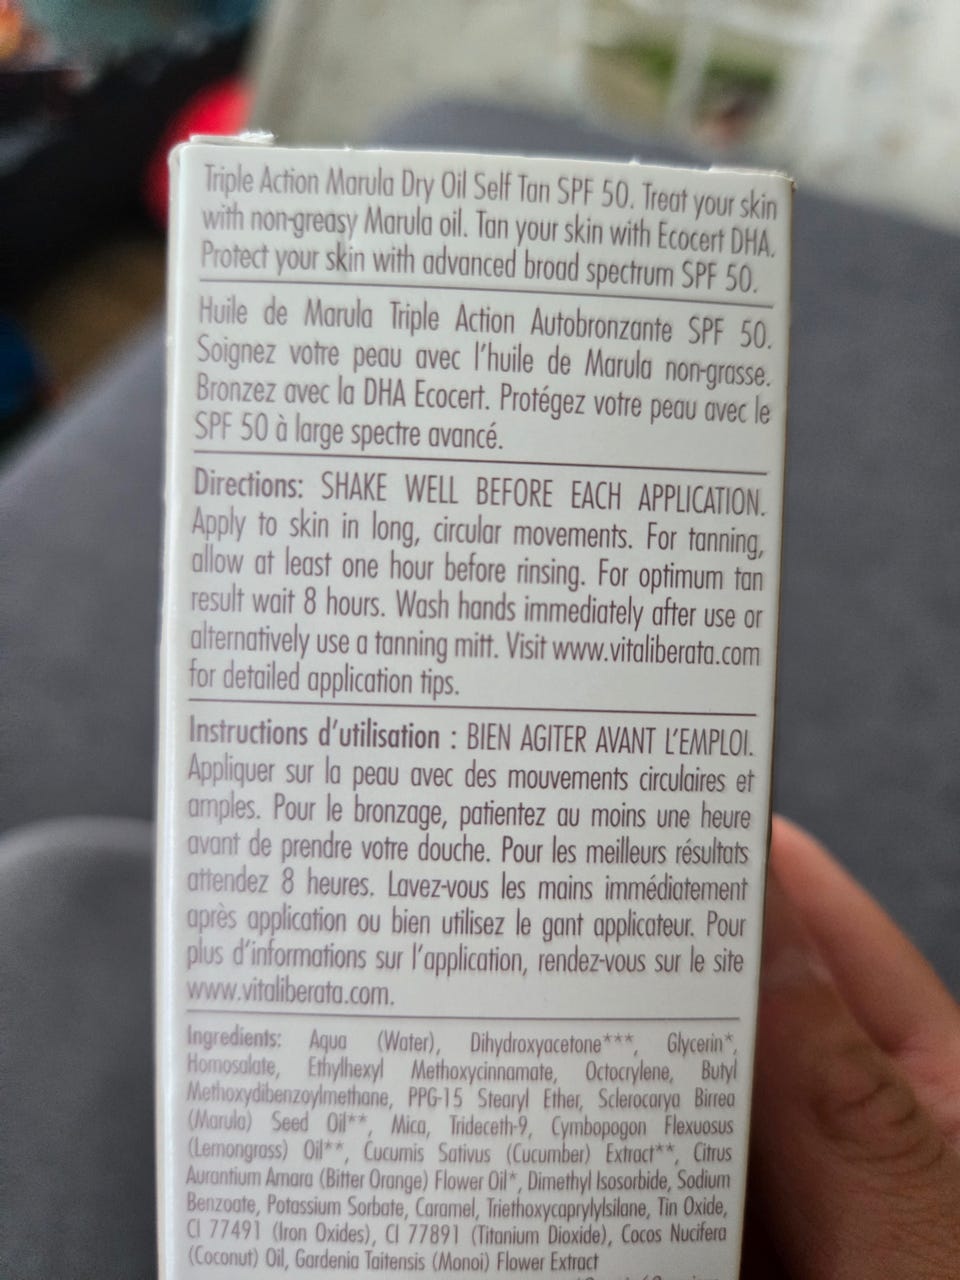 Triple Action Marula Dry Oil Self Tan SPF 50. Treat your skin
with non-greasy Marula oil. Tan your skin with Ecocert DHA.
Protect your skin with advanced broad spectrum SPF 50.
Huile de Marula Triple Action Autobronzante SPF 50.
Soignez votre peau avec l'huile de Marula non-grasse.
Bronzez avec la DHA Ecocert. Protégez votre peau avec le
SPF 50 à large spectre avancé.
Directions: SHAKE WELL BEFORE EACH APPLICATION.
Apply to skin in long, circular movements. For tanning,
allow at least one hour before rinsing. For optimum tan
result wait 8 hours. Wash hands immediately after use or
alternatively use a tanning mitt. Visit www.vitaliberata.com
for detailed application tips.
Instructions d'utilisation : BIEN AGITER AVANT L'EMPLOI.
Appliquer sur la peau avec des mouvements circulaires et
amples. Pour le bronzage, patientez au moins une heure
avant de prendre votre douche. Pour les meilleurs résultats
attendez 8 heures. Lavez-vous les mains immédiatement
après application ou bien utilisez le gant applicateur. Pour
plus d'informations sur l'application, rendez-vous sur le site
www.vitaliberata.com.
Ingredients: Aqua (Water), Dihydroxyacetone***, Glycerin*,
Homosalate, Ethylhexyl Methoxycinnamate, Octocrylene, Butyl
Methoxydibenzoylmethane, PPG-15 Stearyl Ether, Sclerocarya Birrea
(Marula) Seed Oil**, Mica, Trideceth-9, Cymbopogon Flexuosus
(Lemongrass) Oil**, Cucumis Sativus (Cucumber) Extract**, Citrus
Aurantium Amara (Bitter Orange) Flower Oil*, Dimethyl Isosorbide, Sodium
Benzoate, Potassium Sorbate, Caramel, Triethoxycaprylylsilane, Tin Oxide,
CI 77491 (Iron Oxides), CI 77891 (Titanium Dioxide), Cocos Nucifera
(Coconut) Oil, Gardenia Taitensis (Monoi) Flower Extract